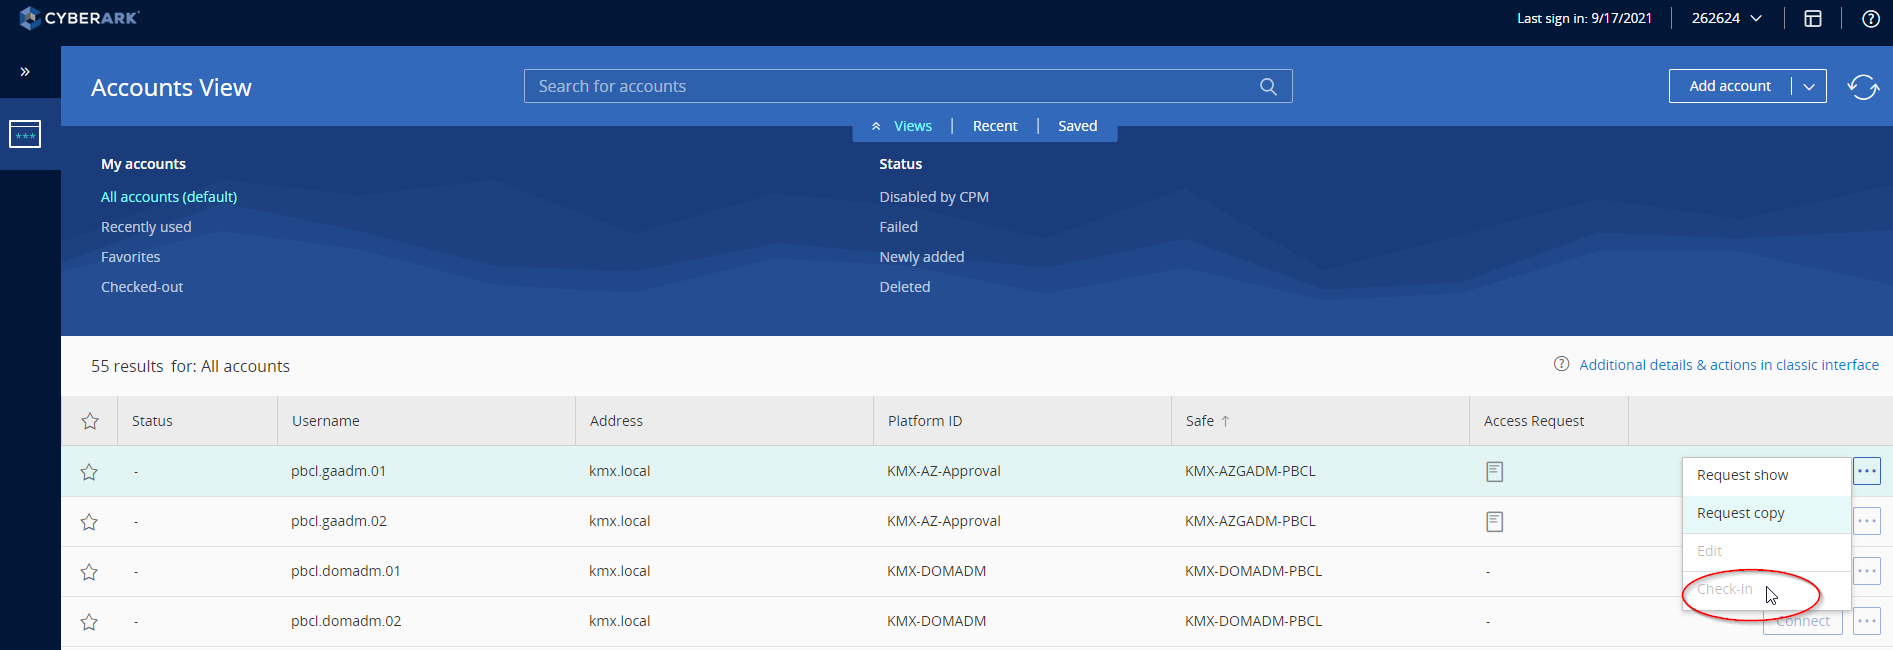 CYBERARK
Last sign in: 9/17/2021
262624
Accounts View
Search for accounts
Add account
Views
Recent
Saved
My accounts
All accounts (default)
Recently used
Favorites
Checked-out
Status
Disabled by CPM
Failed
Newly added
Deleted
55 results for: All accounts
Additional details & actions in classic interface
Status Username Address Platform ID Safe Access Request
- pbcl.gaadm.01 kmx.local KMX-AZ-Approval KMX-AZGADM-PBCL
- pbcl.gaadm.02 kmx.local KMX-AZ-Approval KMX-AZGADM-PBCL
- pbcl.domadm.01 kmx.local KMX-DOMADM KMX-DOMADM-PBCL -
- pbcl.domadm.02 kmx.local KMX-DOMADM KMX-DOMADM-PBCL -
Request show
Request copy
Edit
Check-in
Connect